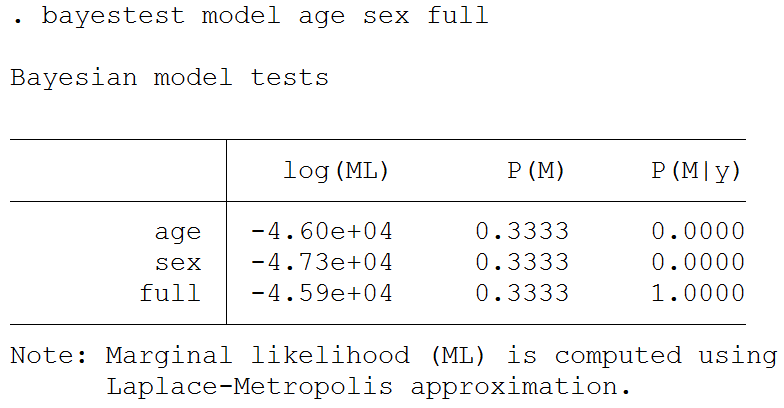 . bayestest model age sex full
Bayesian model tests
log(ML) P(M) P(M|y)
age -4.60e+04 0.3333 0.0000
sex -4.73e+04 0.3333 0.0000
full -4.59e+04 0.3333 1.0000
Note: Marginal likelihood (ML) is computed using
Laplace-Metropolis approximation.